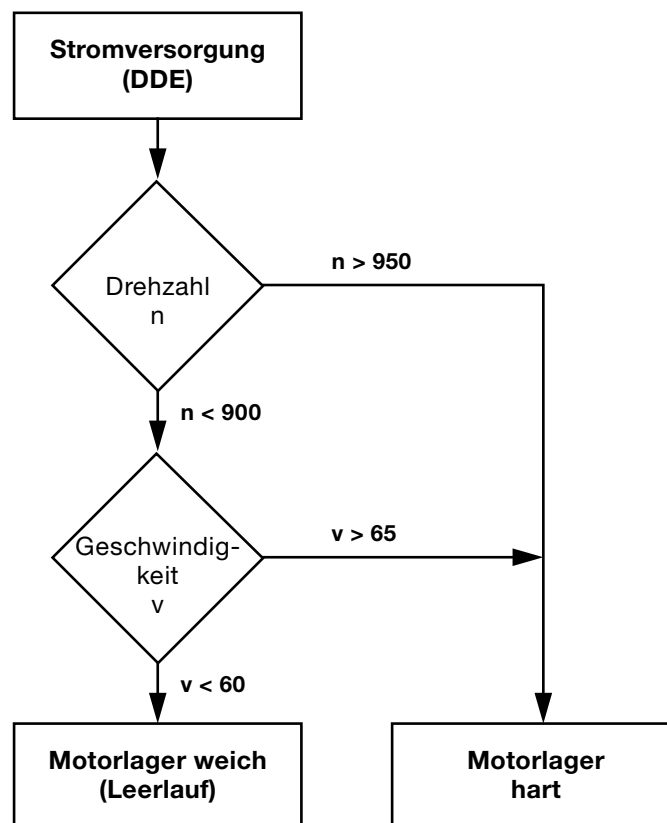 Stromversorgung
(DDE)
n > 950
Drehzahl
n
n < 900
Geschwindig-
keit
v
v > 65
v < 60
Motorlager weich
(Leerlauf)
Motorlager
hart